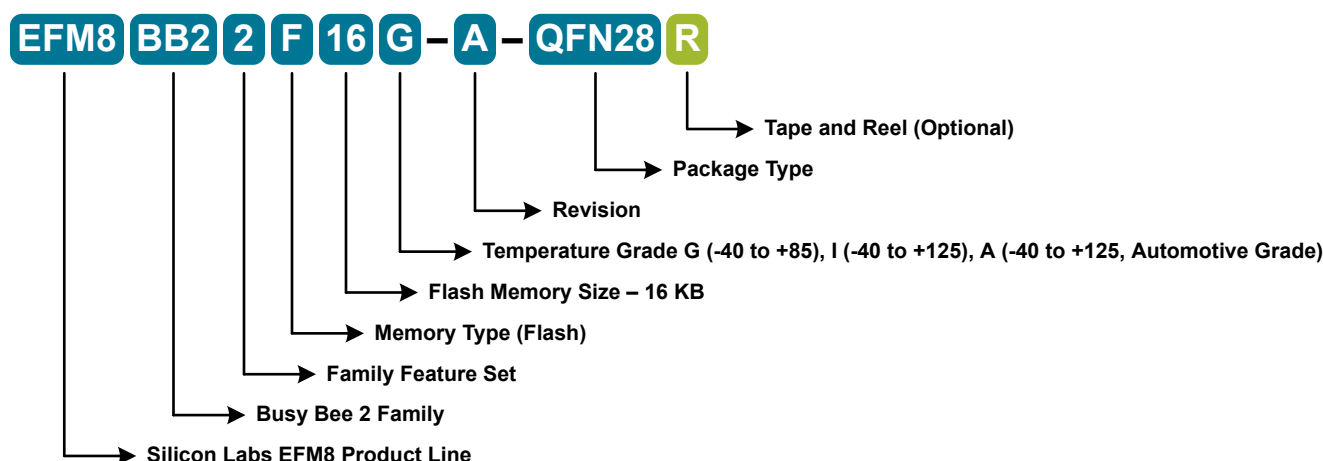 EFM8 BB2 2 F 16 G – A – QFN28 R
Tape and Reel (Optional)
Package Type
Revision
Temperature Grade G (-40 to +85), I (-40 to +125), A (-40 to +125, Automotive Grade)
Flash Memory Size – 16 KB
Memory Type (Flash)
Family Feature Set
Busy Bee 2 Family
Silicon Labs EFM8 Product Line